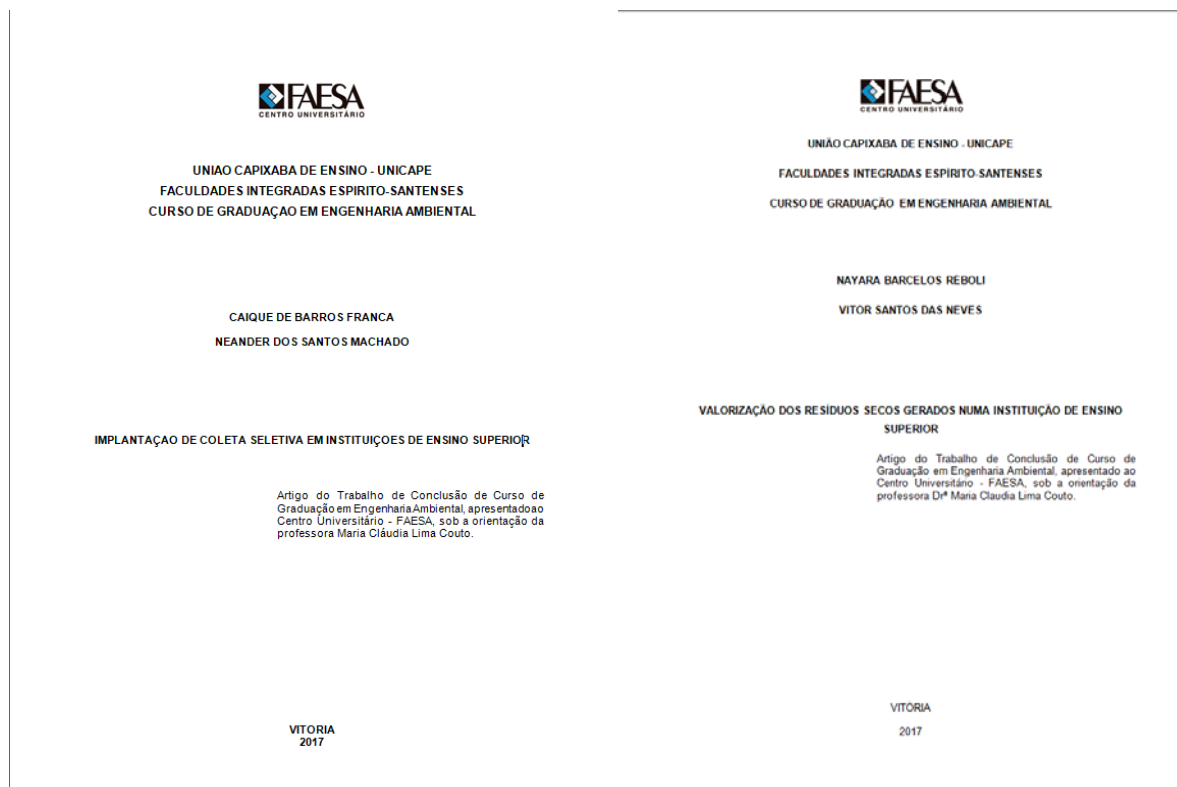 FAESA
CENTRO UNIVERSITÁRIO
UNIAO CAPIXABA DE ENSINO - UNICAPE
FACULDADES INTEGRADAS ESPIRITO-SANTENSES
CURSO DE GRADUAÇAO EM ENGENHARIA AMBIENTAL
CAIQUE DE BARROS FRANCA
NEANDER DOS SANTOS MACHADO
IMPLANTAÇAO DE COLETA SELETIVA EM INSTITUIÇOES DE ENSINO SUPERIOR
Artigo do Trabalho de Conclusão de Curso de
Graduação em Engenharia Ambiental, apresentado ao
Centro Universitário - FAESA, sob a orientação da
professora Maria Cláudia Lima Couto.
VITORIA
2017
FAESA
CENTRO UNIVERSITÁRIO
UNIÃO CAPIXABA DE ENSINO - UNICAPE
FACULDADES INTEGRADAS ESPÍRITO-SANTENSES
CURSO DE GRADUAÇÃO EM ENGENHARIA AMBIENTAL
NAYARA BARCELOS REBOLI
VITOR SANTOS DAS NEVES
VALORIZAÇÃO DOS RESÍDUOS SECOS GERADOS NUMA INSTITUIÇÃO DE ENSINO
SUPERIOR
Artigo do Trabalho de Conclusão de Curso de
Graduação em Engenharia Ambiental, apresentado ao
Centro Universitário - FAESA, sob a orientação da
professora Drª Maria Claudia Lima Couto.
VITORIA
2017